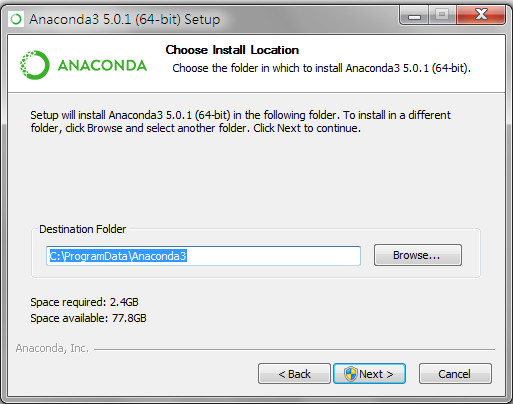 Anaconda3 5.0.1 (64-bit) Setup
ANACONDA
Choose Install Location
Choose the folder in which to install Anaconda3 5.0.1 (64-bit).
Setup will install Anaconda3 5.0.1 (64-bit) in the following folder. To install in a different
folder, click Browse and select another folder. Click Next to continue.
Destination Folder
C:\ProgramData\Anaconda3
Browse...
Space required: 2.4GB
Space available: 77.8GB
Anaconda, Inc.
< Back
Next >
Cancel